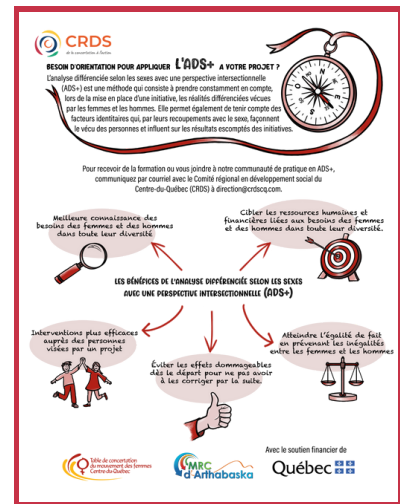 CRDS
de la concertation à l'action
BESOIN D'ORIENTATION POUR APPLIQUER L'ADS+ A VOTRE PROJET ?
L'analyse différenciée selon les sexes avec une perspective intersectionnelle
(ADS+) est une méthode qui consiste à prendre constamment en compte,
lors de la mise en place d'une initiative, les réalités différenciées vécues
par les femmes et les hommes. Elle permet également de tenir compte des
facteurs identitaires qui, par leurs recoupements avec le sexe, façonnent
le vécu des personnes et influent sur les résultats escomptés des initiatives.
Pour recevoir de la formation ou vous joindre à notre communauté de pratique en ADS+,
communiquez par courriel avec le Comité régional en développement social du
Centre-du-Québec (CRDS) à direction@crdscq.com.
Meilleure connaissance des
besoins des femmes et des hommes
dans toute leur diversité
Cibler les ressources humaines et
financières liées aux besoins des femmes
et des hommes dans toute leur diversité.
LES BÉNÉFICES DE L'ANALYSE DIFFÉRENCIÉE SELON LES SEXES
AVEC UNE PERSPECTIVE INTERSECTIONNELLE (ADS+)
Interventions plus efficaces
auprès des personnes
visées par un projet
Atteindre l'égalité de fait
en prévenant les inégalités
entre les femmes et les hommes
Éviter les effets dommageables
dès le départ pour ne pas avoir
à les corriger par la suite.
Table de concertation
du mouvement des femmes
Centre-du-Québec
MRC
d'Arthabaska
Avec le soutien financier de
Québec